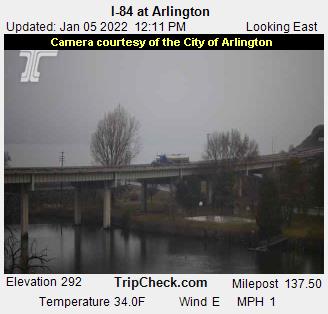 I-84 at Arlington
Updated: Jan 05 2022 12:11 PM Looking East
Camera courtesy of the City of Arlington
Elevation 292 TripCheck.com Milepost 137.50
Temperature 34.0F Wind E MPH 1